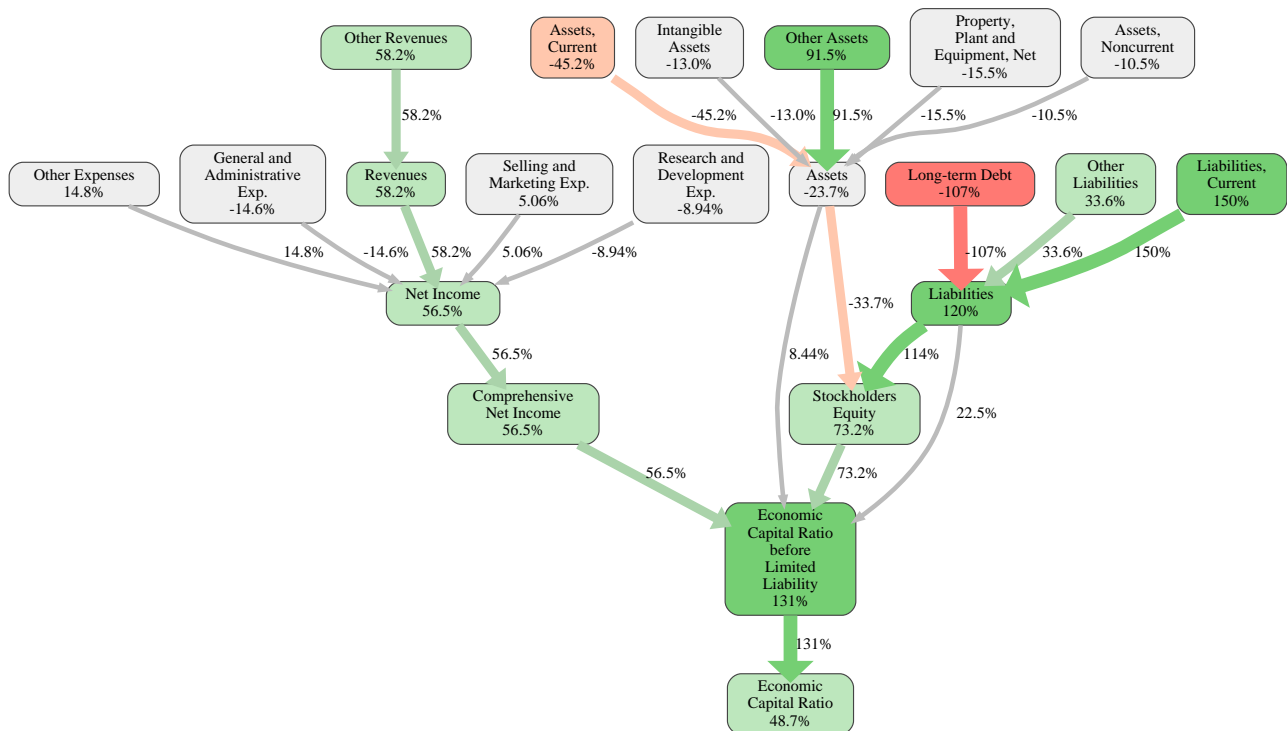 Other Revenues
58.2%
Assets,
Current
-45.2%
Intangible
Assets
-13.0%
Other Assets
91.5%
Property,
Plant and
Equipment, Net
-15.5%
Assets,
Noncurrent
-10.5%
58.2%
-45.2%
-13.0%
91.5%
-15.5%
-10.5%
Other Expenses
14.8%
General and
Administrative
Exp.
-14.6%
Revenues
58.2%
Selling and
Marketing Exp.
5.06%
Research and
Development
Exp.
-8.94%
Assets
-23.7%
Long-term Debt
-107%
Other
Liabilities
33.6%
Liabilities,
Current
150%
14.8%
-14.6%
58.2%
5.06%
-8.94%
-107%
33.6%
150%
Net Income
56.5%
Liabilities
120%
-33.7%
56.5%
8.44%
114%
22.5%
Comprehensive
Net Income
56.5%
Stockholders
Equity
73.2%
56.5%
73.2%
Economic
Capital Ratio
before
Limited
Liability
131%
131%
Economic
Capital Ratio
48.7%